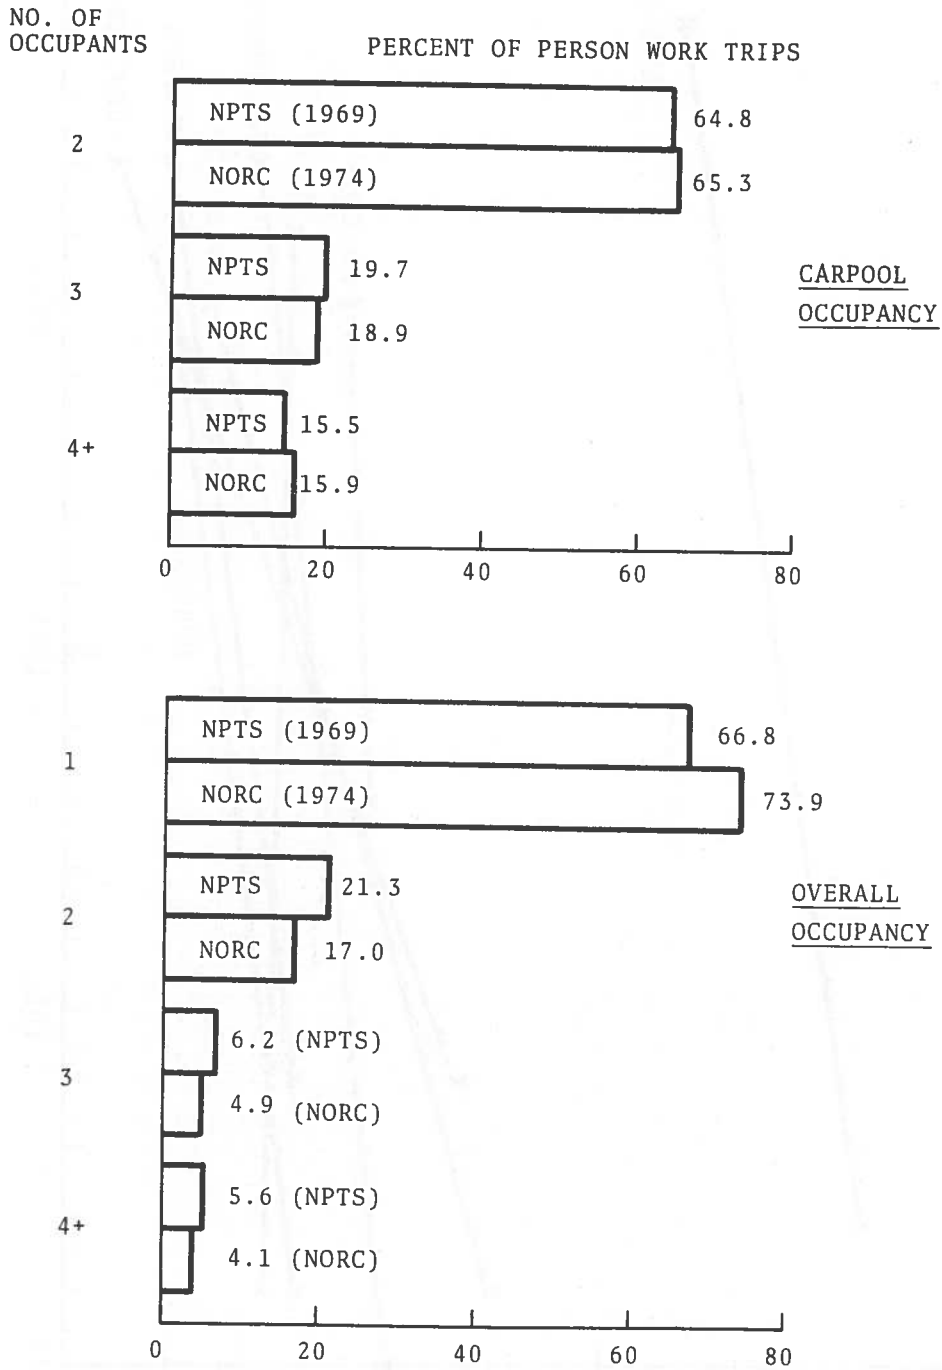 NO. OF
OCCUPANTS
PERCENT OF PERSON WORK TRIPS
2
NPTS (1969) 64.8
NORC (1974) 65.3
3
NPTS 19.7
NORC 18.9
CARPOOL
OCCUPANCY
4+
NPTS 15.5
NORC 15.9
0 20 40 60 80
1
NPTS (1969) 66.8
NORC (1974) 73.9
2
NPTS 21.3
NORC 17.0
OVERALL
OCCUPANCY
3
6.2 (NPTS)
4.9 (NORC)
4+
5.6 (NPTS)
4.1 (NORC)
0 20 40 60 80